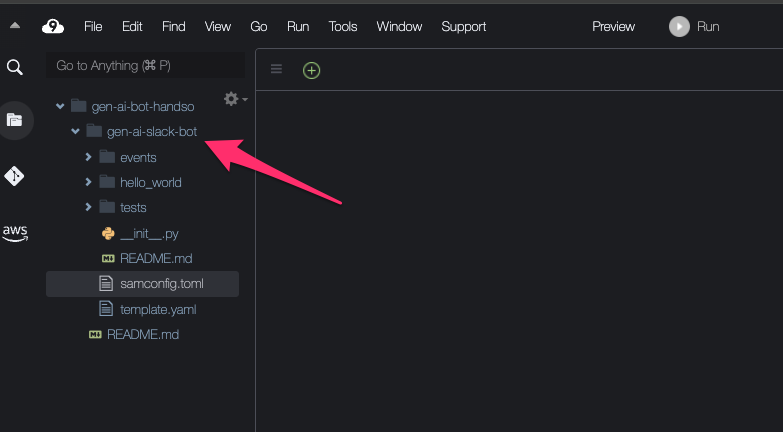 9 File Edit Find View Go Run Tools Window Support Preview Run
Go to Anything (⌘ P)
gen-ai-bot-handso
gen-ai-slack-bot
events
hello_world
tests
__init__.py
README.md
samconfig.toml
template.yaml
README.md
aws